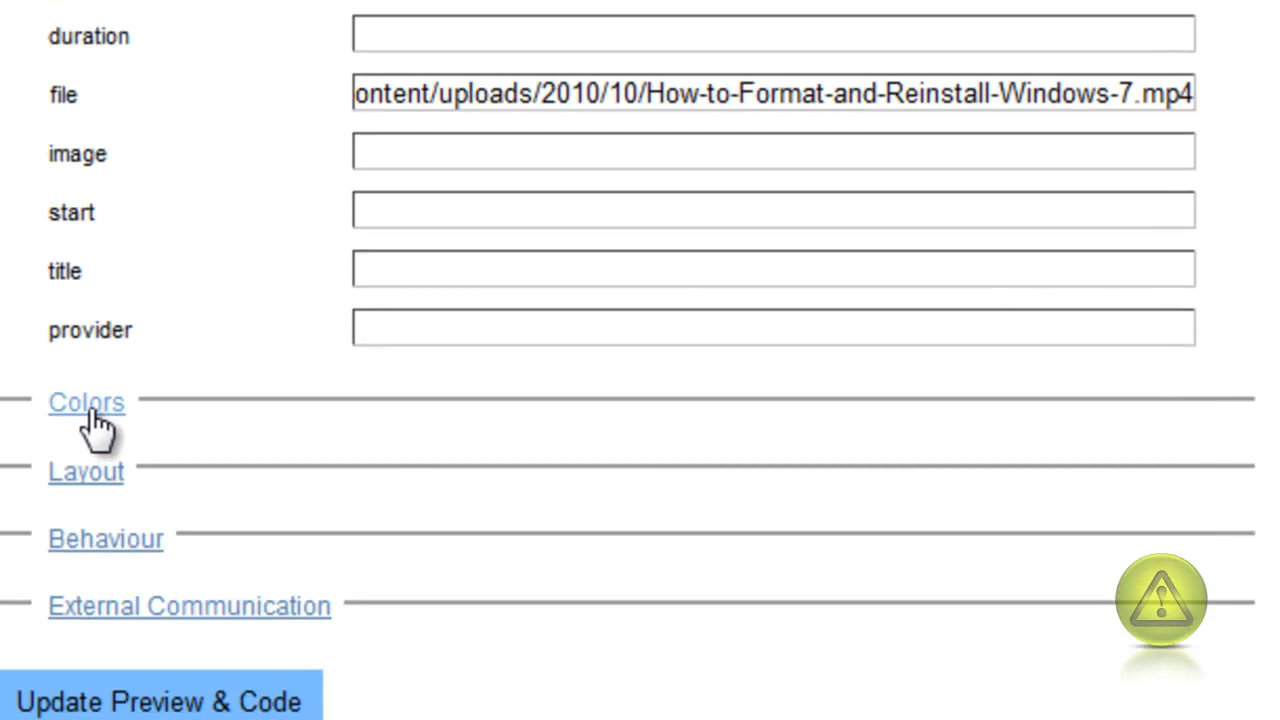 duration
file ontent/uploads/2010/10/How-to-Format-and-Reinstall-Windows-7.mp4
image
start
title
provider
Colors
Layout
Behaviour
External Communication
Update Preview & Code